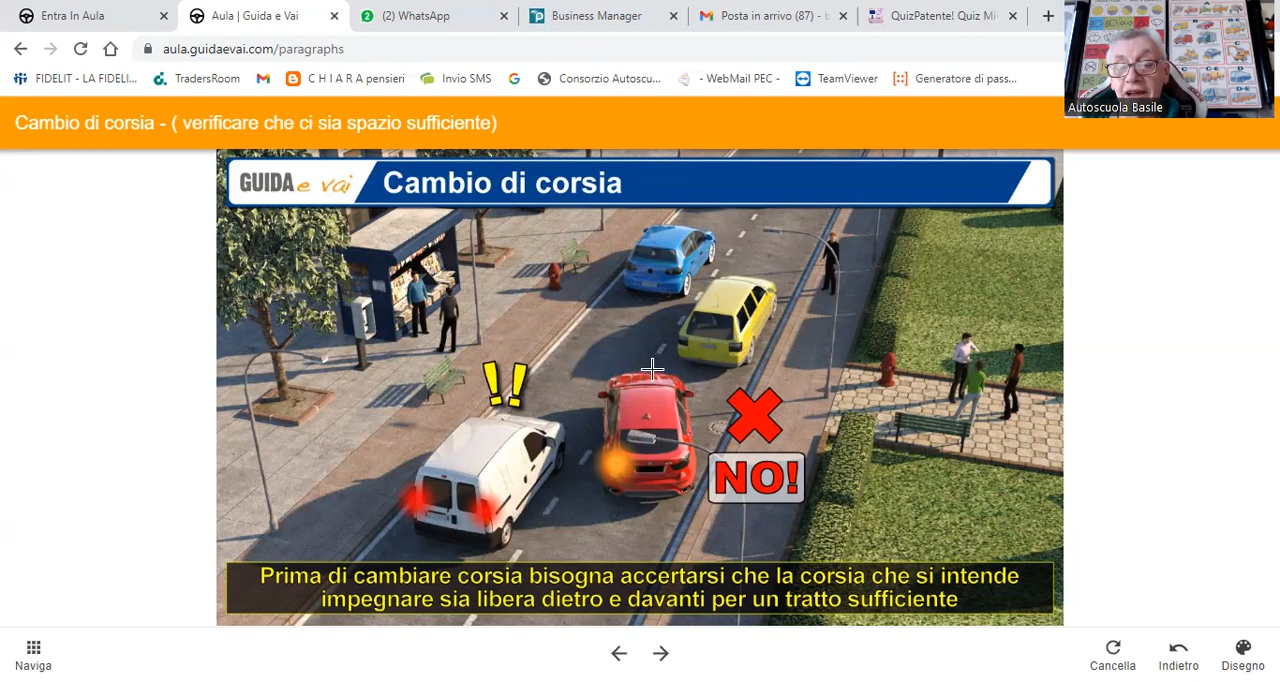 Entra In Aula
Aula | Guida e Vai
(2) WhatsApp
Business Manager
Posta in arrivo (87) - b
QuizPatente! Quiz Mi
aula.guidaevai.com/paragraphs
FIDELIT - LA FIDELI...
TradersRoom
C H I A R A pensieri
Invio SMS
Consorzio Autoscu...
- WebMail PEC -
TeamViewer
Generatore di pass...
Autoscuola Basile
Cambio di corsia - ( verificare che ci sia spazio sufficiente)
GUIDA e vai
Cambio di corsia
!!
NO!
Prima di cambiare corsia bisogna accertarsi che la corsia che si intende
impegnare sia libera dietro e davanti per un tratto sufficiente
Naviga
Cancella
Indietro
Disegno